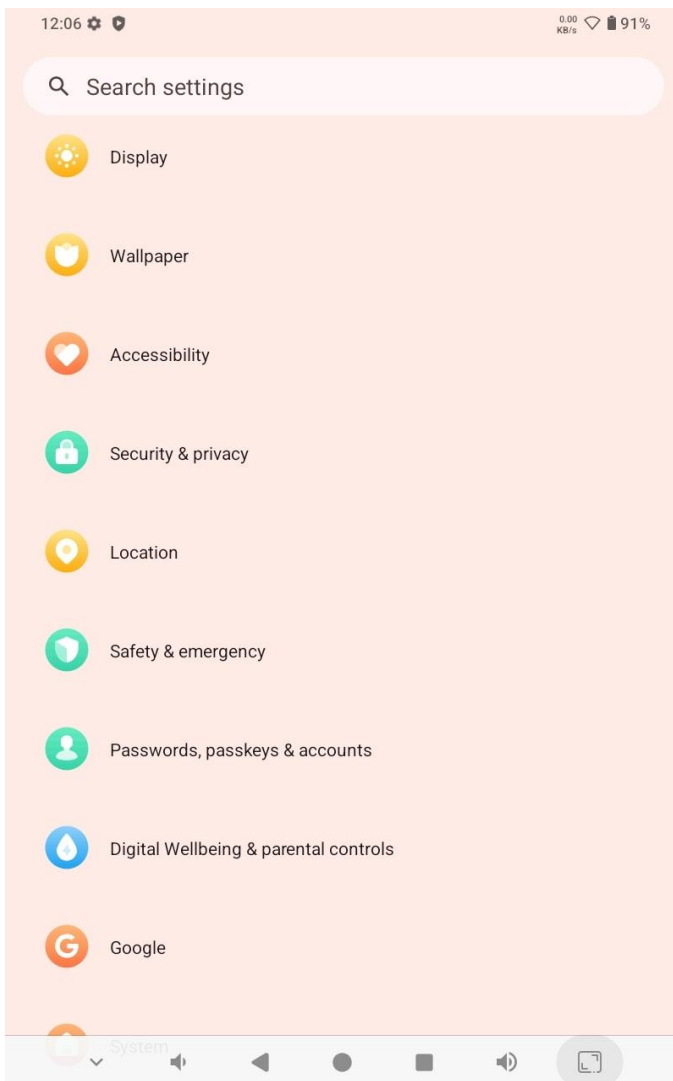 12:06
0.00
KB/s
91%
Search settings
Display
Wallpaper
Accessibility
Security & privacy
Location
Safety & emergency
Passwords, passkeys & accounts
Digital Wellbeing & parental controls
Google
System